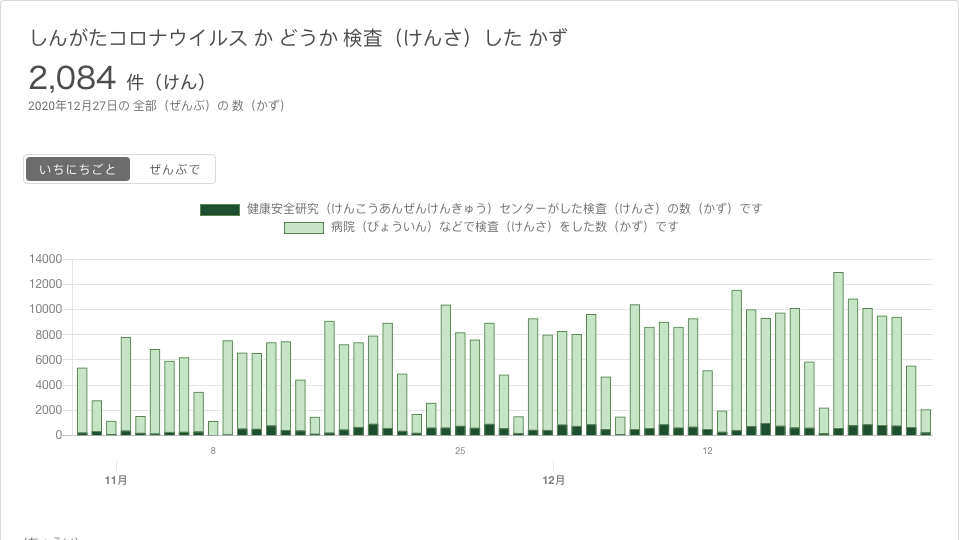 しんがたコロナウイルス か どうか 検査（けんさ）した かず
2,084 件（けん）
2020年12月27日の 全部（ぜんぶ）の 数（かず）
いちにちごと ぜんぶで
健康安全研究（けんこうあんぜんけんきゅう）センターがした検査（けんさ）の数（かず）です
病院（びょういん）などで検査（けんさ）をした数（かず）です
14000
12000
10000
8000
6000
4000
2000
0
8 25 12
11月 12月